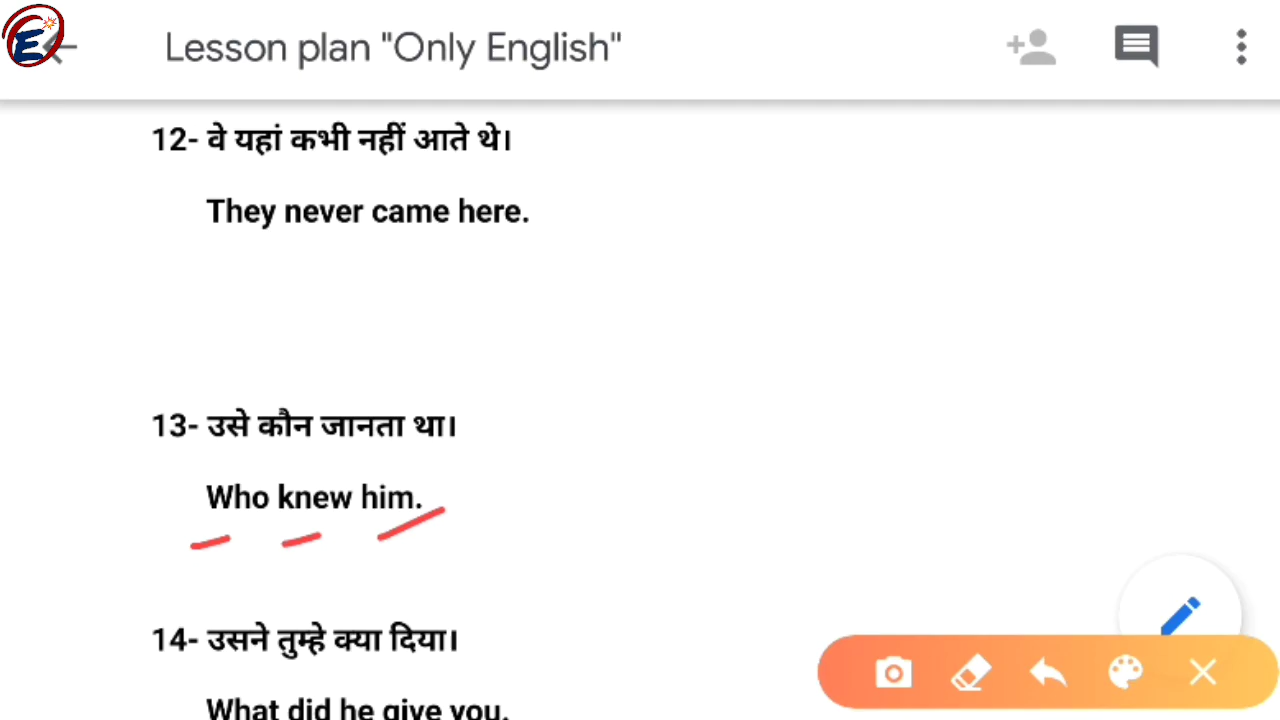 E
Lesson plan "Only English"
12- वे यहां कभी नहीं आते थे।
They never came here.
13- उसे कौन जानता था।
Who knew him.
14- उसने तुम्हे क्या दिया।
What did he give you.